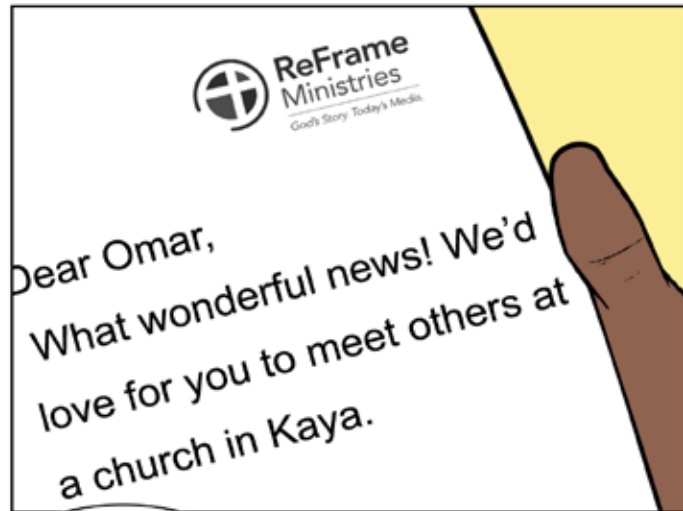 ReFrame
Ministries
God's Story. Today's Media.
Dear Omar,
What wonderful news! We'd
love for you to meet others at
a church in Kaya.